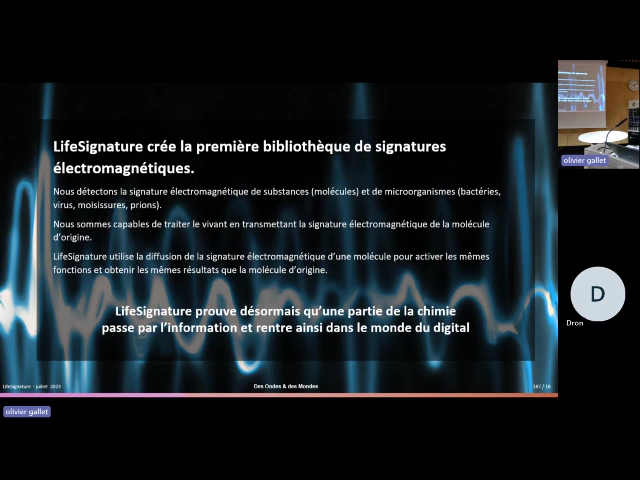 LifeSignature crée la première bibliothèque de signatures
électromagnétiques.
Nous détectons la signature électromagnétique de substances (molécules) et de microorganismes (bactéries,
virus, moisissures, prions).
Nous sommes capables de traiter le vivant en transmettant la signature électromagnétique de la molécule
d'origine.
LifeSignature utilise la diffusion de la signature électromagnétique d'une molécule pour activer les mêmes
fonctions et obtenir les mêmes résultats que la molécule d'origine.
LifeSignature prouve désormais qu'une partie de la chimie
passe par l'information et rentre ainsi dans le monde du digital
LifeSignature - juillet 2023
Des Ondes & des Mondes
olivier gallet
olivier gallet
D
Dron